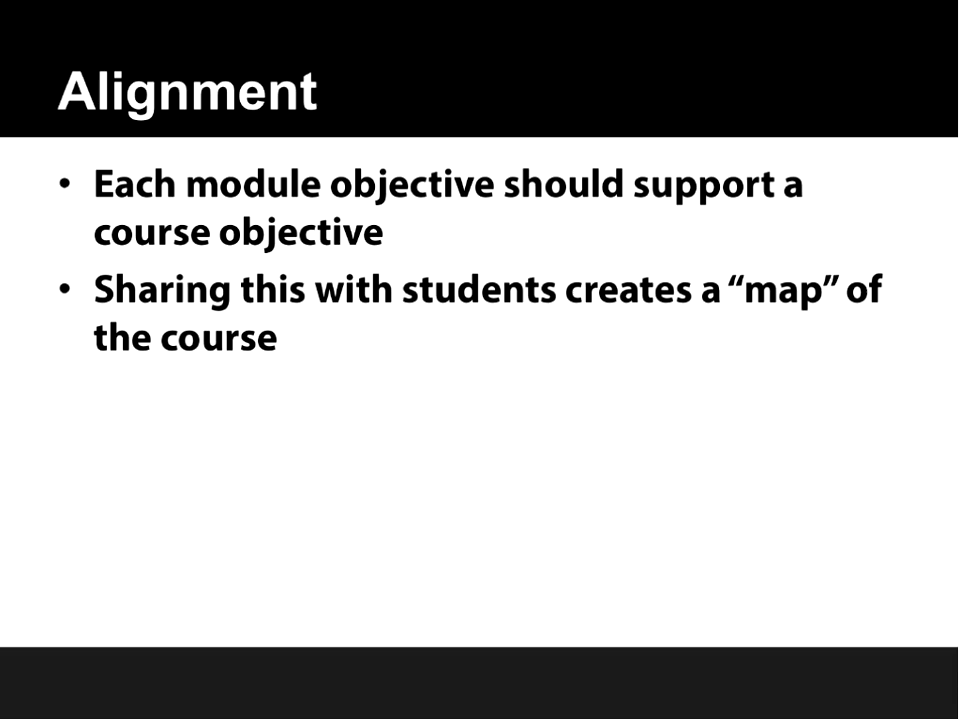 Alignment
• Each module objective should support a
course objective
• Sharing this with students creates a “map” of
the course